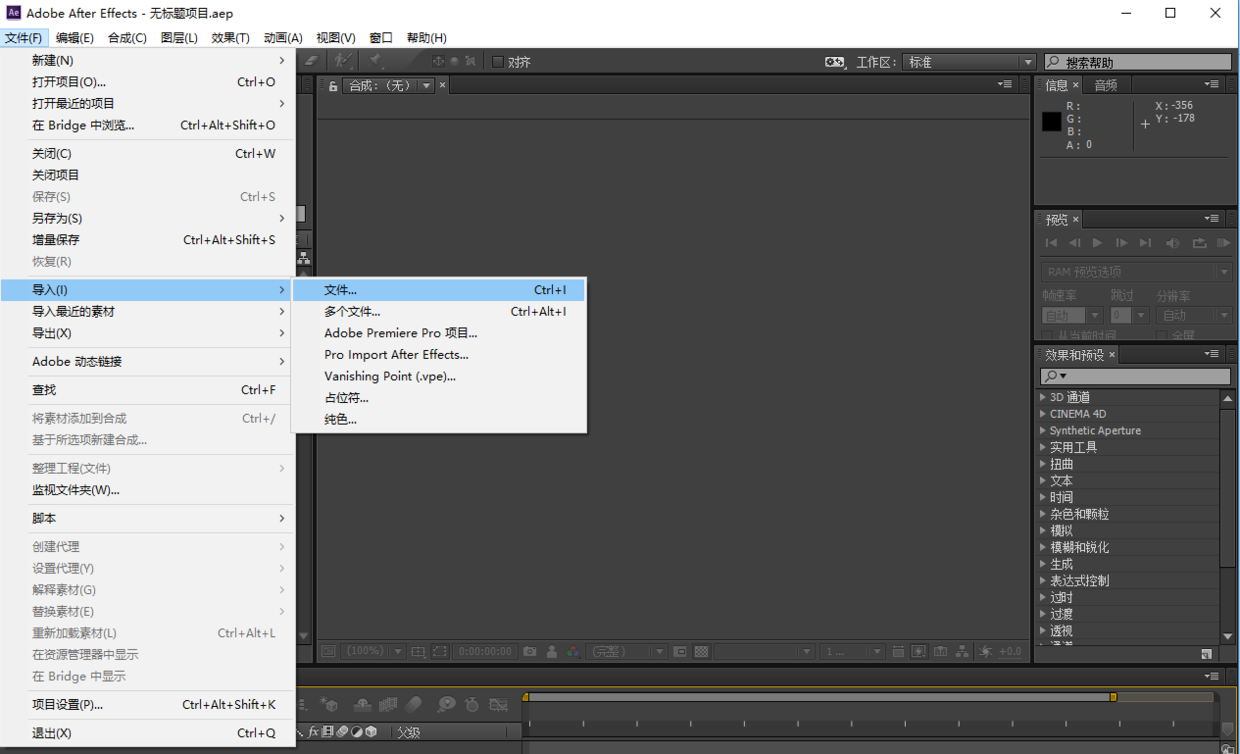 Ae Adobe After Effects - 无标题项目.aep
文件(F) 编辑(E) 合成(C) 图层(L) 效果(T) 动画(A) 视图(V) 窗口 帮助(H)
新建(N)
打开项目(O)... Ctrl+O
打开最近的项目
在 Bridge 中浏览... Ctrl+Alt+Shift+O
关闭(C) Ctrl+W
关闭项目
保存(S) Ctrl+S
另存为(S)
增量保存 Ctrl+Alt+Shift+S
恢复(R)
导入(I)
导入最近的素材
导出(X)
Adobe 动态链接
查找 Ctrl+F
将素材添加到合成 Ctrl+/
基于所选项新建合成...
整理工程(文件)
监视文件夹(W)...
脚本
创建代理
设置代理(Y)
解释素材(G)
替换素材(E)
重新加载素材(L) Ctrl+Alt+L
在资源管理器中显示
在 Bridge 中显示
项目设置(P)... Ctrl+Alt+Shift+K
退出(X) Ctrl+Q
文件... Ctrl+I
多个文件... Ctrl+Alt+I
Adobe Premiere Pro 项目...
Pro Import After Effects...
Vanishing Point (.vpe)...
占位符...
纯色...
对齐
工作区: 标准
搜索帮助
合成:（无）
信息 × 音频
R:
G:
B:
A: 0
X: -356
Y: -178
预览 ×
RAM 预览选项
帧速率 跳过 分辨率
自动 0 自动
从当前时间 全屏
效果和预设 ×
3D 通道
CINEMA 4D
Synthetic Aperture
实用工具
扭曲
文本
时间
杂色和颗粒
模拟
模糊和锐化
生成
表达式控制
过时
过渡
透视
(100%) 0:00:00:00 (完整) 1 ... +0.0
fx 父级